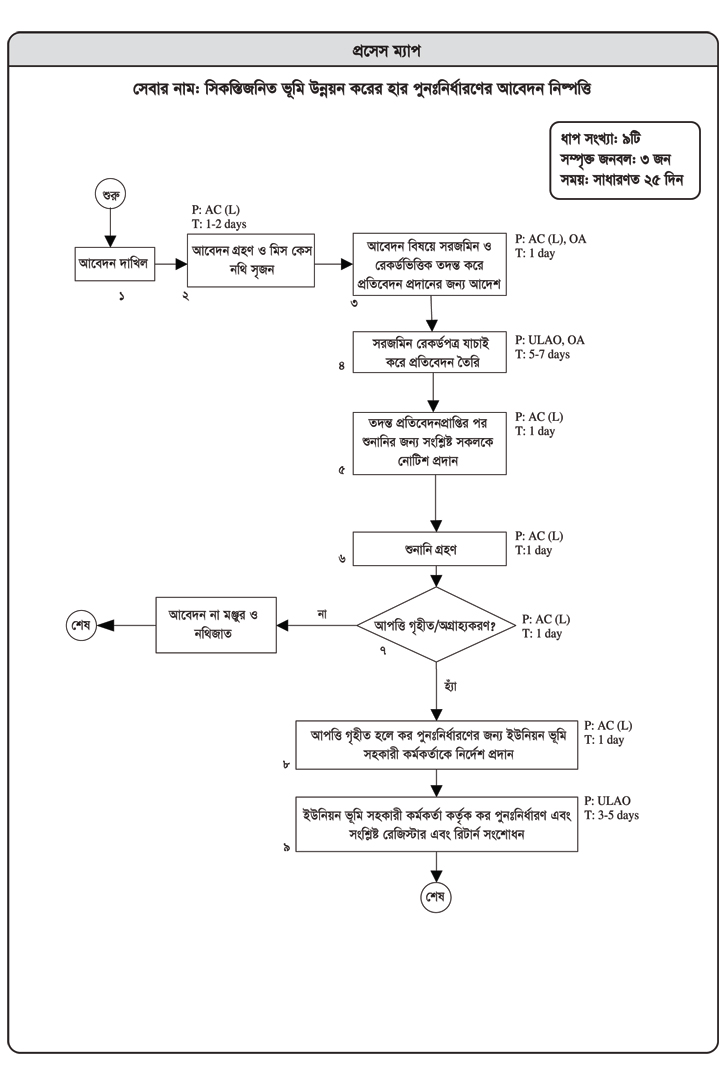 প্রসেস ম্যাপ
সেবার নাম: সিকস্তিজনিত ভূমি উন্নয়ন করের হার পুনঃনির্ধারণের আবেদন নিষ্পত্তি
ধাপ সংখ্যা: ৯টি
সম্পৃক্ত জনবল: ৩ জন
সময়: সাধারণত ২৫ দিন
শুরু
আবেদন দাখিল
১
P: AC (L)
T: 1-2 days
আবেদন গ্রহণ ও মিস কেস
নথি সৃজন
২
আবেদন বিষয়ে সরজমিন ও
রেকর্ডভিত্তিক তদন্ত করে
প্রতিবেদন প্রদানের জন্য আদেশ
৩
P: AC (L), OA
T: 1 day
সরজমিন রেকর্ডপত্র যাচাই
করে প্রতিবেদন তৈরি
৪
P: ULAO, OA
T: 5-7 days
তদন্ত প্রতিবেদনপ্রাপ্তির পর
শুনানির জন্য সংশ্লিষ্ট সকলকে
নোটিশ প্রদান
৫
P: AC (L)
T: 1 day
শুনানি গ্রহণ
৬
P: AC (L)
T:1 day
আপত্তি গৃহীত/অগ্রাহ্যকরণ?
৭
P: AC (L)
T: 1 day
না
আবেদন না মঞ্জুর ও
নথিজাত
শেষ
হ্যাঁ
আপত্তি গৃহীত হলে কর পুনঃনির্ধারণের জন্য ইউনিয়ন ভূমি
সহকারী কর্মকর্তাকে নির্দেশ প্রদান
৮
P: AC (L)
T: 1 day
ইউনিয়ন ভূমি সহকারী কর্মকর্তা কর্তৃক কর পুনঃনির্ধারণ এবং
সংশ্লিষ্ট রেজিস্টার এবং রিটার্ন সংশোধন
৯
P: ULAO
T: 3-5 days
শেষ